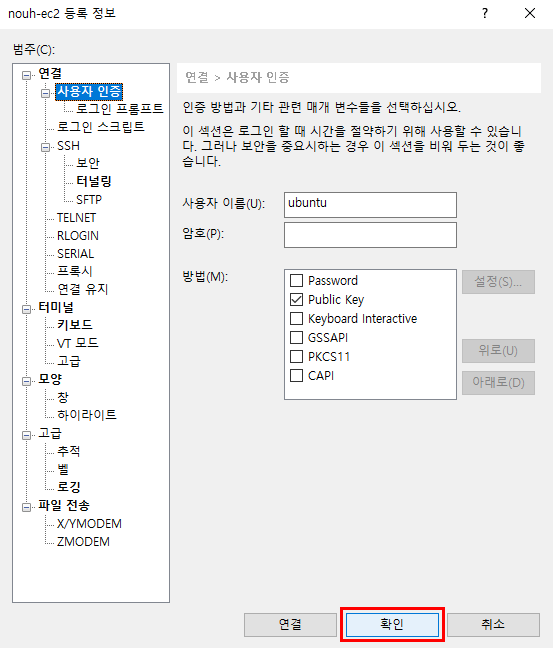 nouh-ec2 등록 정보
범주(C):
연결
사용자 인증
로그인 프롬프트
로그인 스크립트
SSH
보안
터널링
SFTP
TELNET
RLOGIN
SERIAL
프록시
연결 유지
터미널
키보드
VT 모드
고급
모양
창
하이라이트
고급
추적
벨
로깅
파일 전송
X/YMODEM
ZMODEM
연결 > 사용자 인증
인증 방법과 기타 관련 매개 변수들을 선택하십시오.
이 섹션은 로그인 할 때 시간을 절약하기 위해 사용할 수 있습니
다. 그러나 보안을 중요시하는 경우 이 섹션을 비워 두는 것이 좋
습니다.
사용자 이름(U):
ubuntu
암호(P):
방법(M):
Password
Public Key
Keyboard Interactive
GSSAPI
PKCS11
CAPI
설정(S)...
위로(U)
아래로(D)
연결
확인
취소